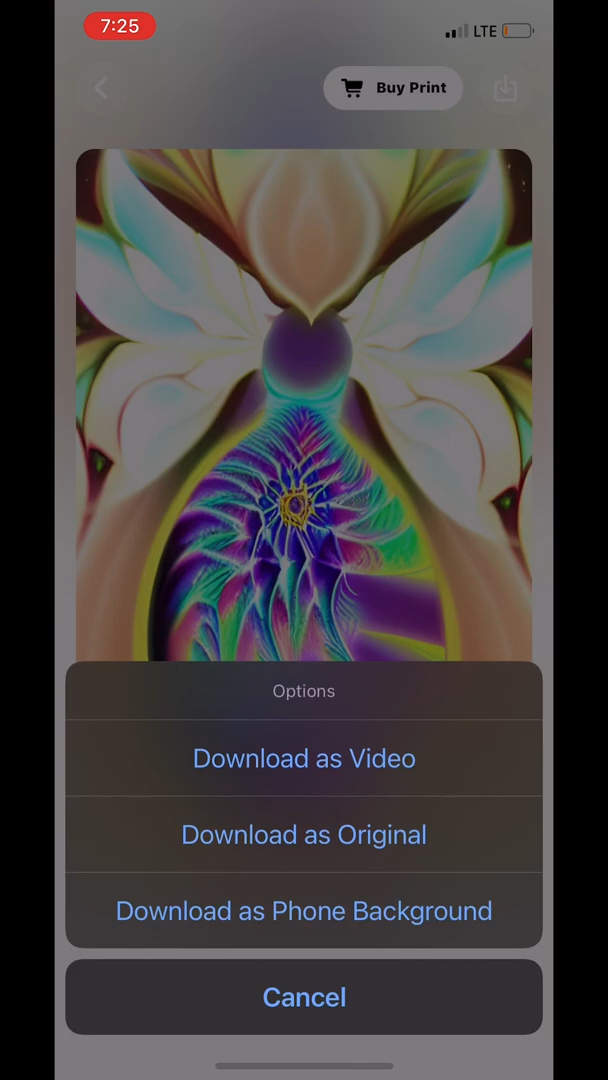 7:25
LTE
Buy Print
Options
Download as Video
Download as Original
Download as Phone Background
Cancel